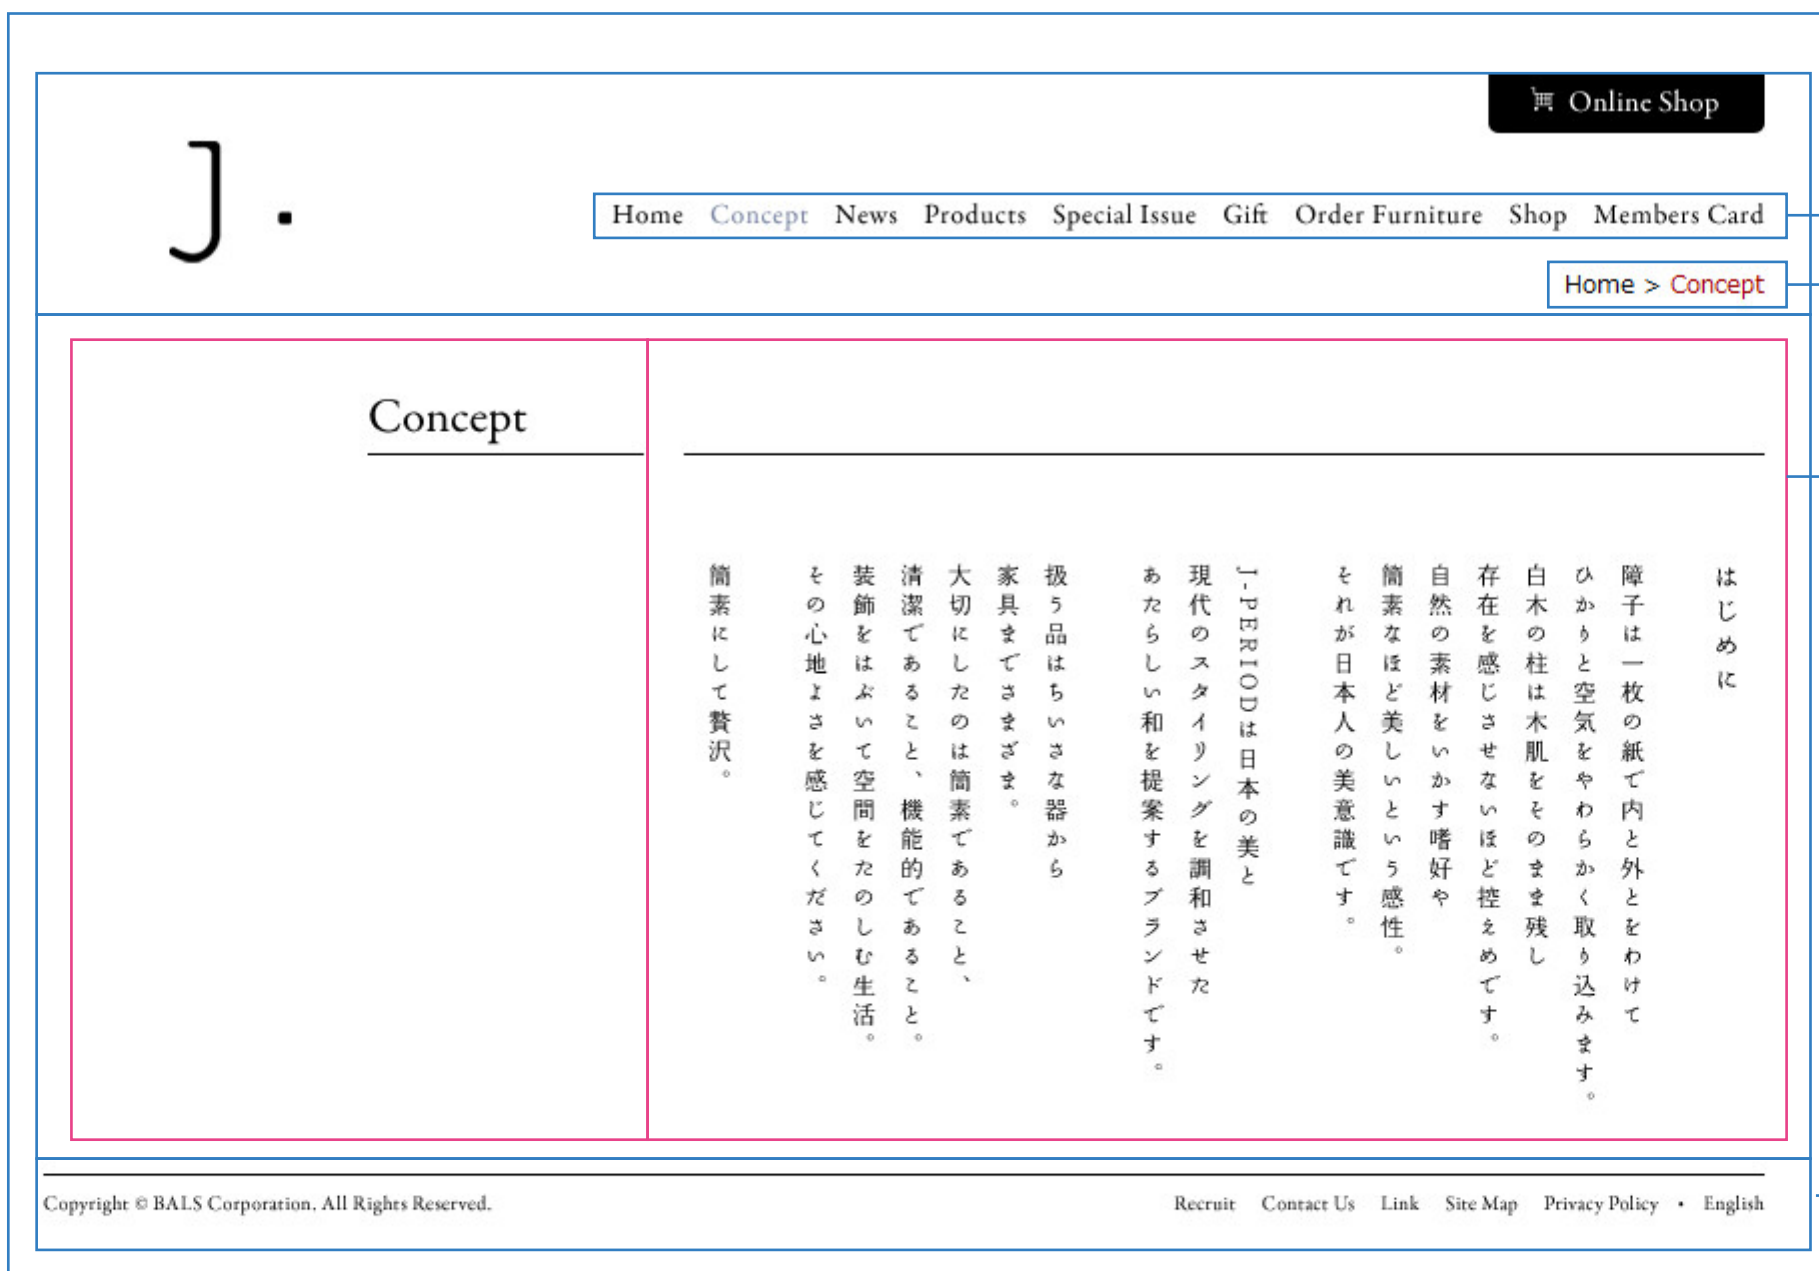 Online Shop
J.
Home Concept News Products Special Issue Gift Order Furniture Shop Members Card
Home > Concept
Concept
はじめに
障子は一枚の紙で内と外とをわけて
ひかりと空気をやわらかく取り込みます。
白木の柱は木肌をそのまま残し
存在を感じさせないほど控えめです。
自然の素材をいかす嗜好や
簡素なほど美しいという感性。
それが日本人の美意識です。
J-PERIODは日本の美と
現代のスタイリングを調和させた
あたらしい和を提案するブランドです。
扱う品はちいさな器から
家具までさまざま。
大切にしたのは簡素であること、
清潔であること、機能的であること。
装飾をはぶいて空間をたのしむ生活。
その心地よさを感じてください。
簡素にして贅沢。
Copyright © BALS Corporation. All Rights Reserved.
Recruit Contact Us Link Site Map Privacy Policy • English